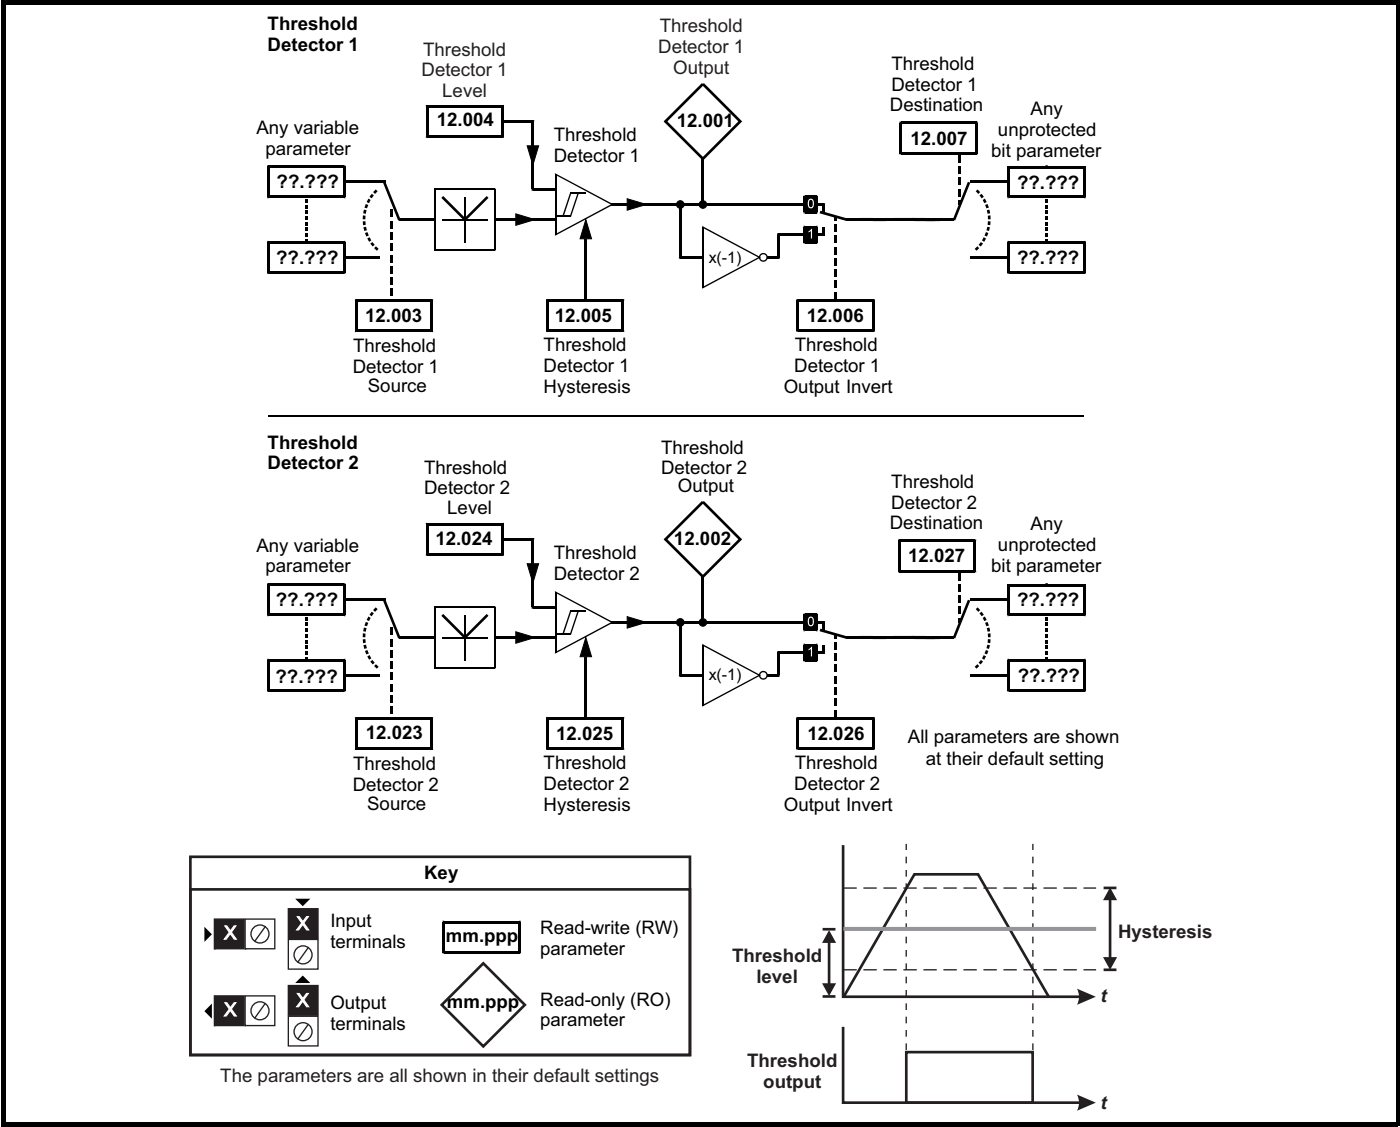 Threshold
Detector 1
Threshold
Detector 1
Level
12.004
Threshold
Detector 1
Output
12.001
Threshold
Detector 1
Destination
12.007
Any variable
parameter
??.???
??.???
Threshold
Detector 1
Any
unprotected
bit parameter
??.???
??.???
0
1
x(-1)
12.003
Threshold
Detector 1
Source
12.005
Threshold
Detector 1
Hysteresis
12.006
Threshold
Detector 1
Output Invert
Threshold
Detector 2
Threshold
Detector 2
Level
12.024
Threshold
Detector 2
Output
12.002
Threshold
Detector 2
Destination
12.027
Any variable
parameter
??.???
??.???
Threshold
Detector 2
Any
unprotected
bit parameter
??.???
??.???
0
1
x(-1)
12.023
Threshold
Detector 2
Source
12.025
Threshold
Detector 2
Hysteresis
12.026
Threshold
Detector 2
Output Invert
All parameters are shown
at their default setting
Key
X
X
Input
terminals
mm.ppp
Read-write (RW)
parameter
X
X
Output
terminals
mm.ppp
Read-only (RO)
parameter
The parameters are all shown in their default settings
Threshold
level
Hysteresis
t
Threshold
output
t